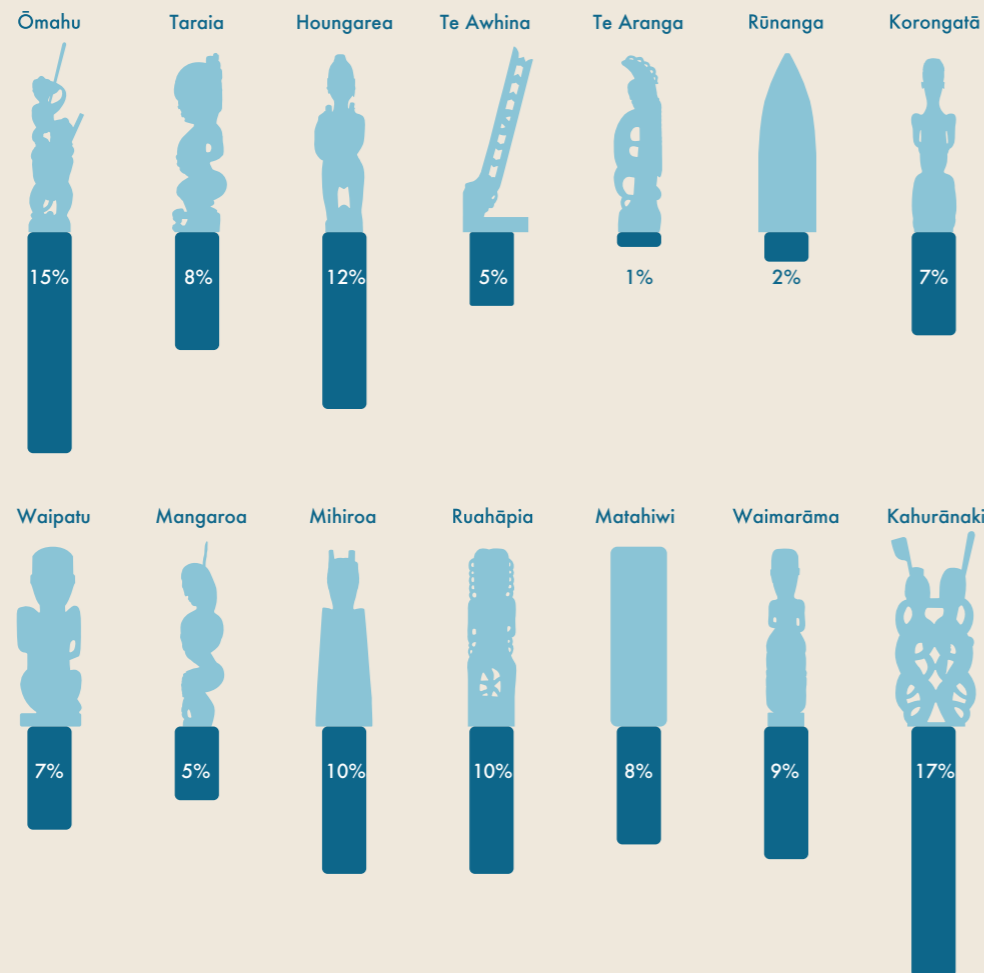 Ōmahu Taraia Houngarea Te Awhina Te Aranga Rūnanga Korongatā
15% 8% 12% 5% 1% 2% 7%
Waipatu Mangaroa Mihiroa Ruahāpia Matahiwi Waimarāma Kahurānaki
7% 5% 10% 10% 8% 9% 17%